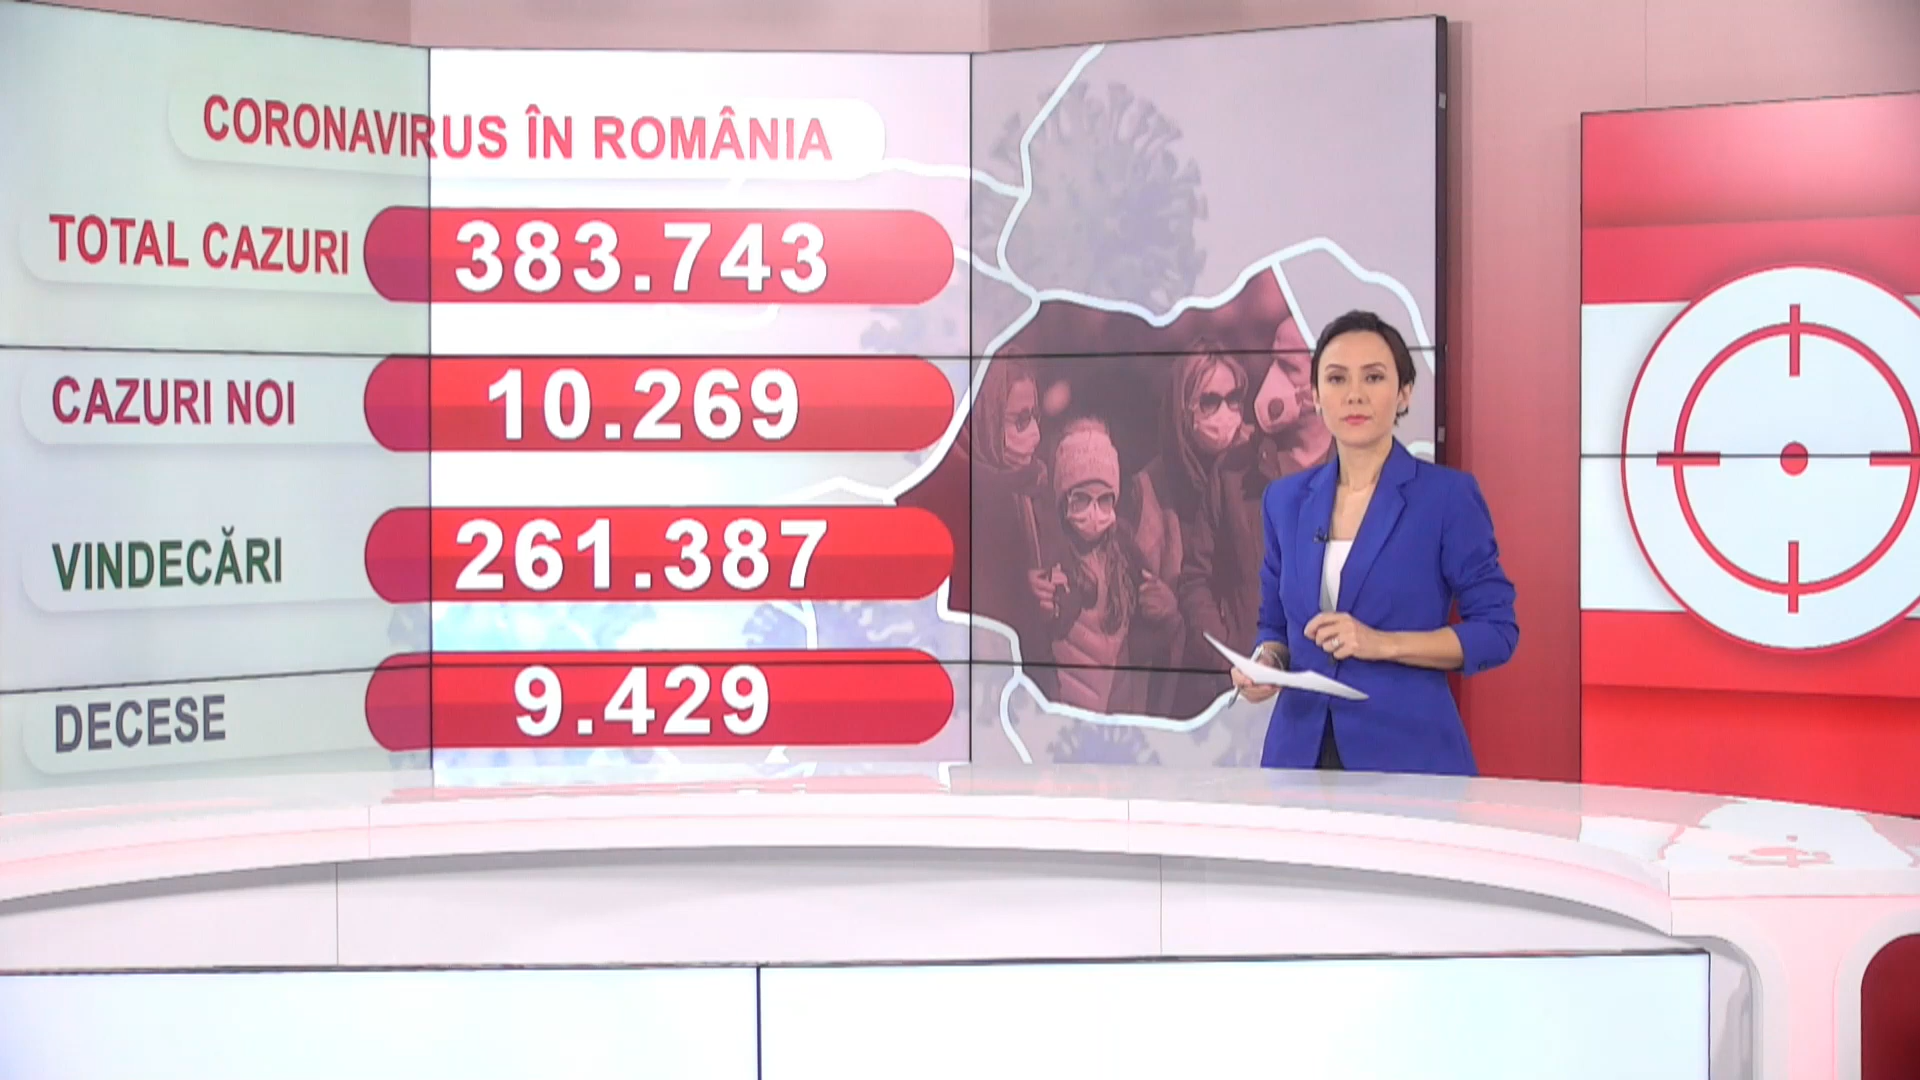 CORONAVIRUS ÎN ROMÂNIA
TOTAL CAZURI 383.743
CAZURI NOI 10.269
VINDECĂRI 261.387
DECESE 9.429